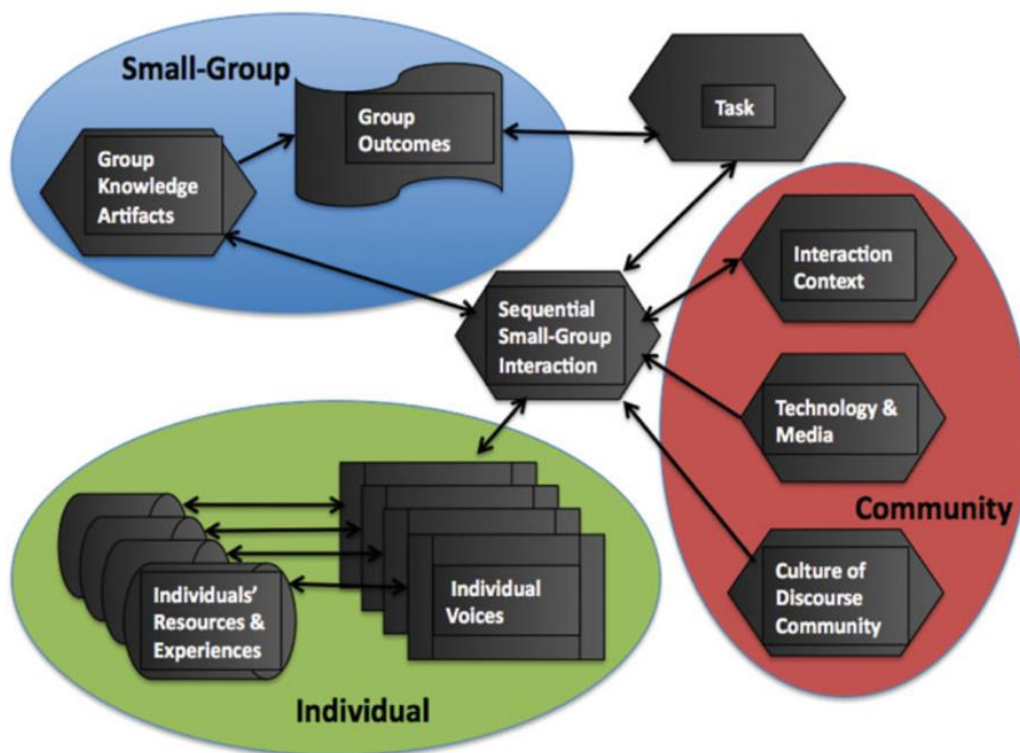 Small-Group
Group
Outcomes
Task
Group
Knowledge
Artifacts
Interaction
Context
Sequential
Small-Group
Interaction
Technology &
Media
Community
Culture of
Discourse
Community
Individual
Voices
Individuals'
Resources &
Experiences
Individual